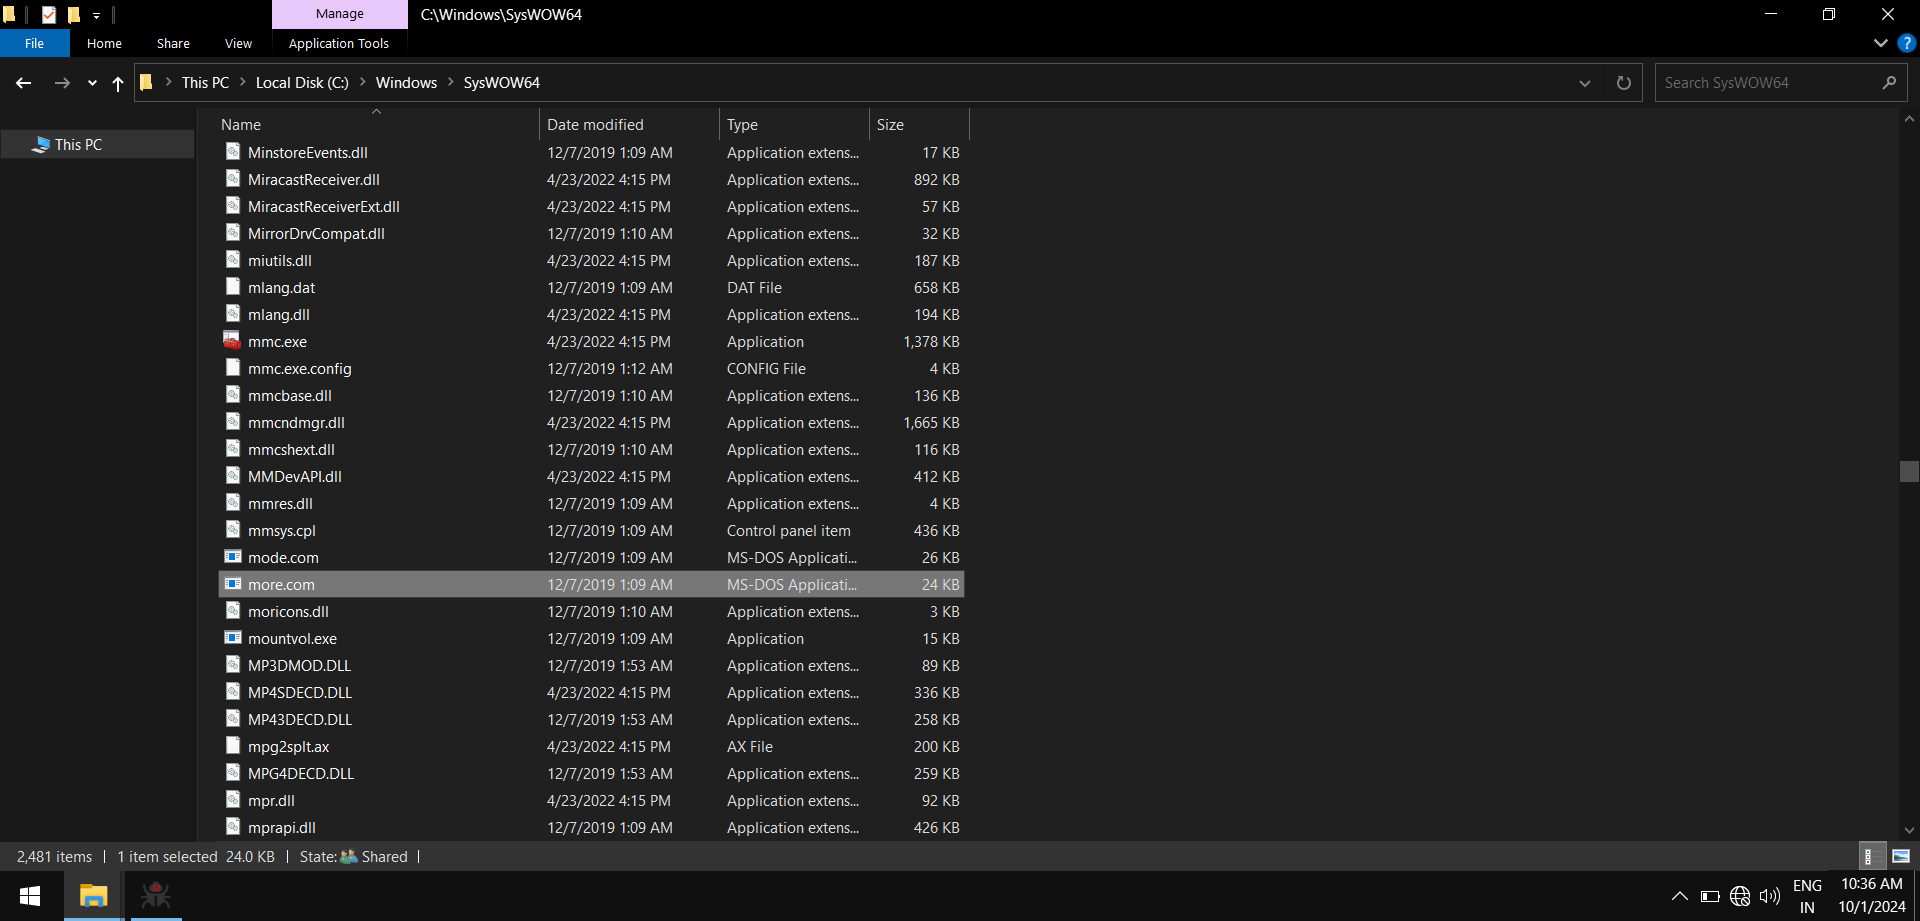 Manage
C:\Windows\SysWOW64
File
Home
Share
View
Application Tools
?
This PC
Local Disk (C:)
Windows
SysWOW64
Search SysWOW64
This PC
Name Date modified Type Size
MinstoreEvents.dll 12/7/2019 1:09 AM Application extens... 17 KB
MiracastReceiver.dll 4/23/2022 4:15 PM Application extens... 892 KB
MiracastReceiverExt.dll 4/23/2022 4:15 PM Application extens... 57 KB
MirrorDrvCompat.dll 12/7/2019 1:10 AM Application extens... 32 KB
miutils.dll 4/23/2022 4:15 PM Application extens... 187 KB
mlang.dat 12/7/2019 1:09 AM DAT File 658 KB
mlang.dll 4/23/2022 4:15 PM Application extens... 194 KB
mmc.exe 4/23/2022 4:15 PM Application 1,378 KB
mmc.exe.config 12/7/2019 1:12 AM CONFIG File 4 KB
mmcbase.dll 12/7/2019 1:10 AM Application extens... 136 KB
mmcndmgr.dll 4/23/2022 4:15 PM Application extens... 1,665 KB
mmcshext.dll 12/7/2019 1:10 AM Application extens... 116 KB
MMDevAPI.dll 4/23/2022 4:15 PM Application extens... 412 KB
mmres.dll 12/7/2019 1:09 AM Application extens... 4 KB
mmsys.cpl 12/7/2019 1:09 AM Control panel item 436 KB
mode.com 12/7/2019 1:09 AM MS-DOS Applicati... 26 KB
more.com 12/7/2019 1:09 AM MS-DOS Applicati... 24 KB
moricons.dll 12/7/2019 1:10 AM Application extens... 3 KB
mountvol.exe 12/7/2019 1:09 AM Application 15 KB
MP3DMOD.DLL 12/7/2019 1:53 AM Application extens... 89 KB
MP4SDECD.DLL 4/23/2022 4:15 PM Application extens... 336 KB
MP43DECD.DLL 12/7/2019 1:53 AM Application extens... 258 KB
mpg2splt.ax 4/23/2022 4:15 PM AX File 200 KB
MPG4DECD.DLL 12/7/2019 1:53 AM Application extens... 259 KB
mpr.dll 4/23/2022 4:15 PM Application extens... 92 KB
mprapi.dll 12/7/2019 1:09 AM Application extens... 426 KB
2,481 items 1 item selected 24.0 KB State: Shared
ENG
IN
10:36 AM
10/1/2024